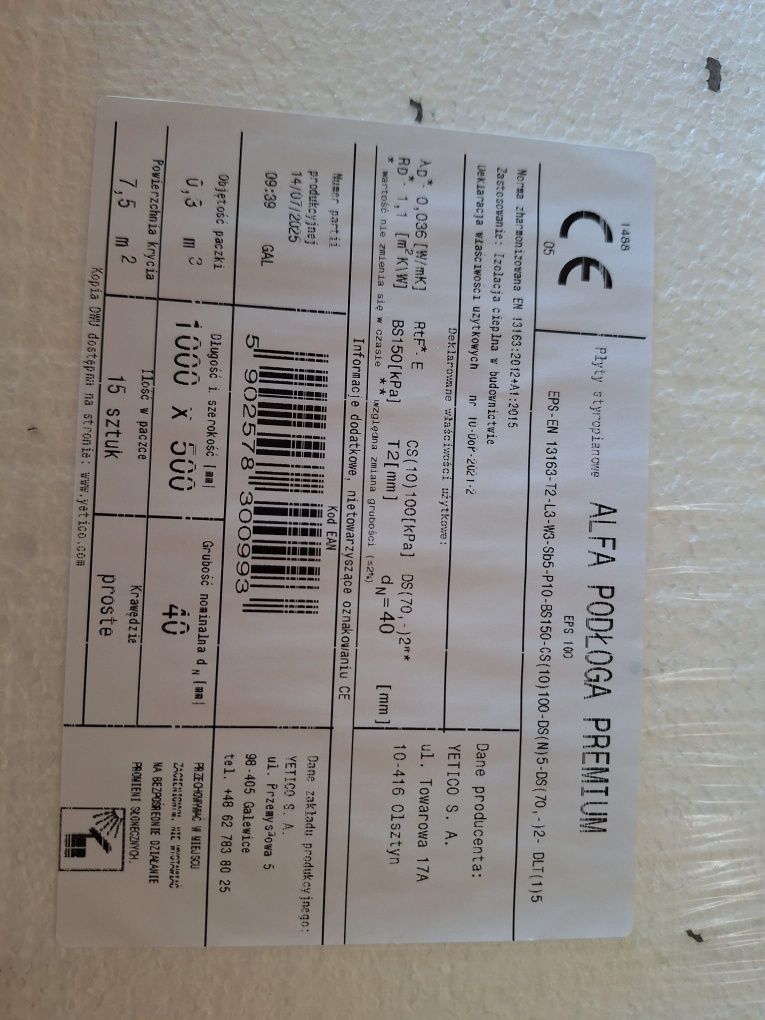 1488
CE
05
Płyty styropianowe ALFA PODŁOGA PREMIUM
EPS 100
EPS-EN 13163-T2-L3-W3-Sb5-P10-BS150-CS(10)100-DS(N)5-DS(70,-)2- DLT(1)5
Norma zharmonizowana EN 13163:2012+A1:2015
Zastosowanie: Izolacja cieplna w budownictwie
Deklaracja właściwości użytkowych nr 10-DoP-2021-2
Deklarowane właściwości użytkowe:
λD* 0,036 [W/mK] RtF*- E CS(10)100[kPa] DS(70,-)2**
RD*- 1,1 [m²K\W] BS150[kPa] T2[mm] dN=40 [mm]
* wartość nie zmienia się w czasie ** względna zmiana grubości (≤2%)
Dane producenta:
YETICO S. A.
ul. Towarowa 17A
10-416 Olsztyn
Informacje dodatkowe, nietowarzyszące oznakowaniu CE
Numer partii
produkcyjnej
14/07/2025
09:39 GAL
Kod EAN
5 902578 300993
Dane zakładu produkcyjnego:
YETICO S. A.
ul. Przemysłowa 5
98-405 Galewice
tel. +48 62 783 80 25
Objętość paczki
0,3 m 3
Długość i szerokość [mm]
1000 x 500
Grubość nominalna dN [mm]
40
Powierzchnia krycia
7,5 m 2
Ilość w paczce
15 sztuk
Krawędzie
proste
PRZECHOWYWAĆ W MIEJSCU
ZACIENIONYM, NIE WYSTAWIAĆ
NA BEZPOŚREDNIE DZIAŁANIE
PROMIENI SŁONECZNYCH.
Kopia DWU dostępna na stronie: www.yetico.com